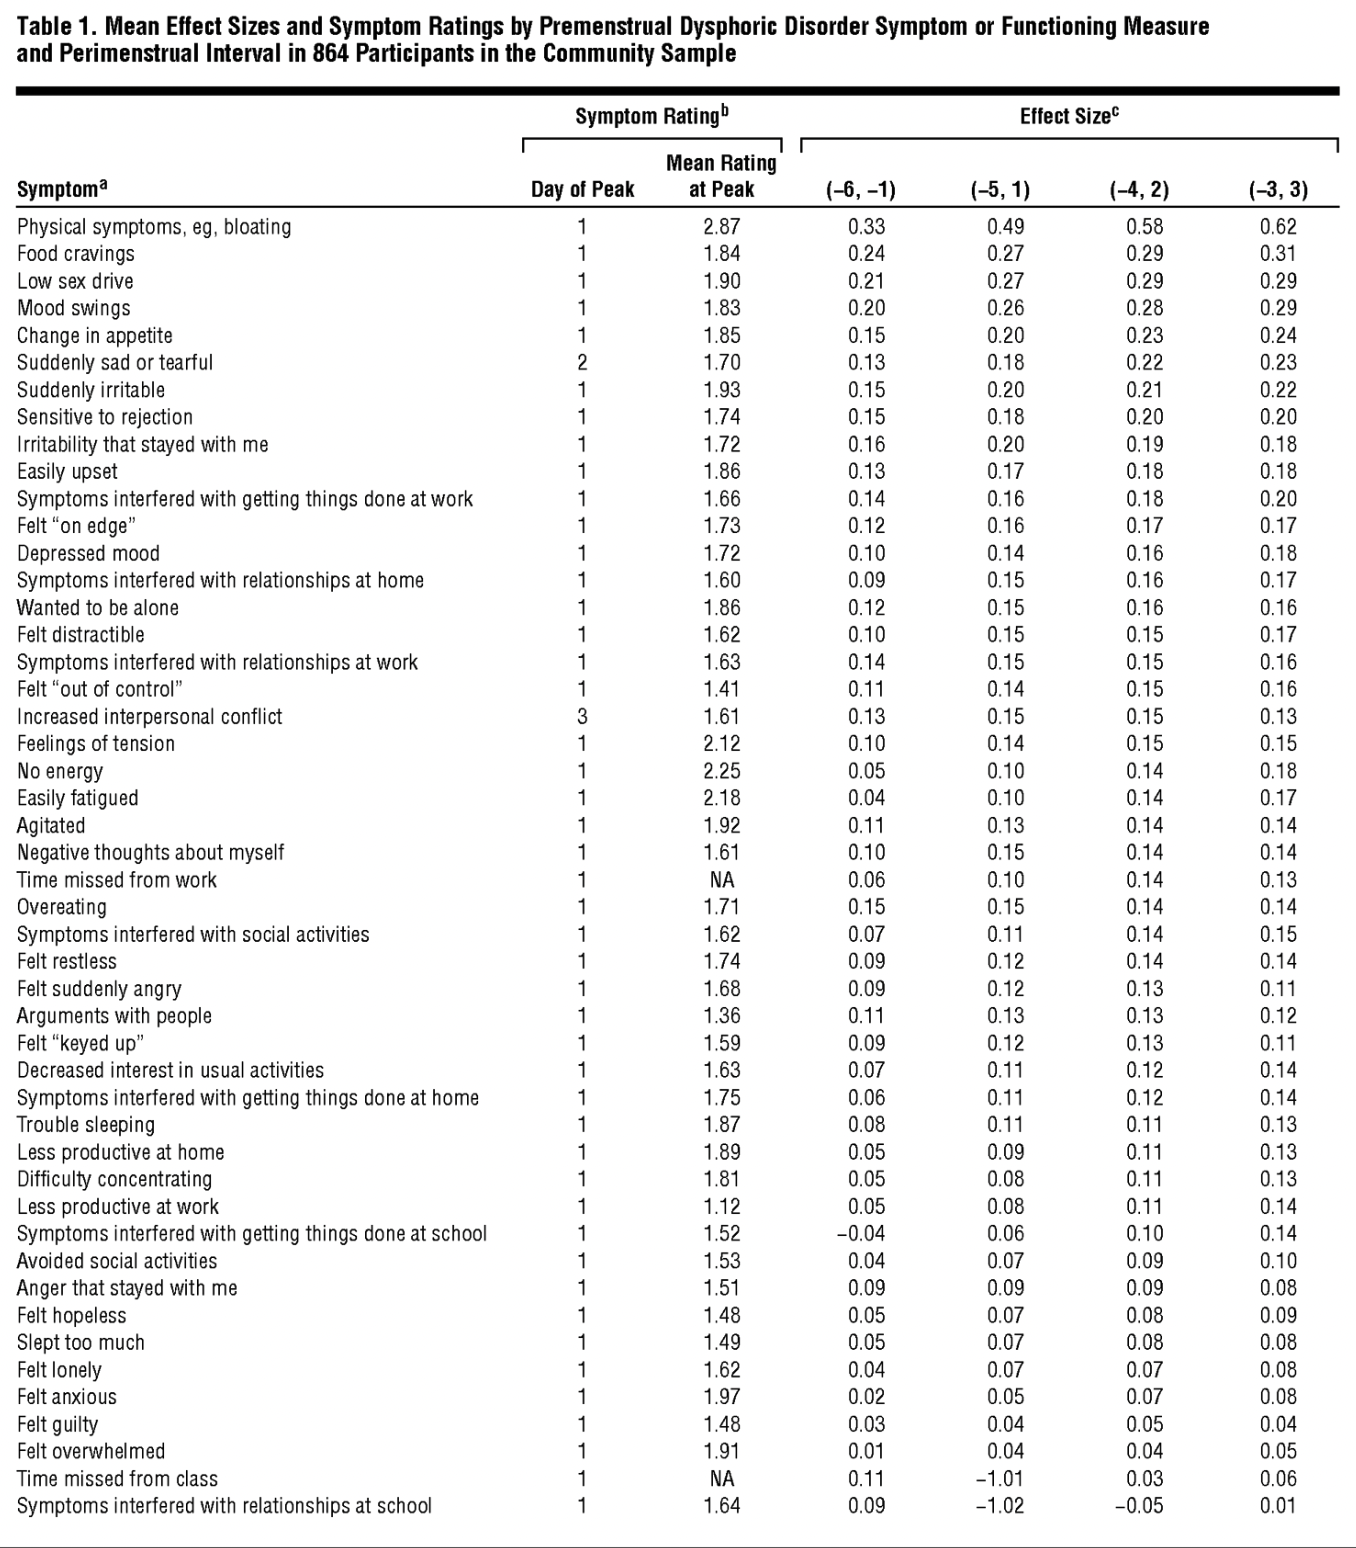 Table 1. Mean Effect Sizes and Symptom Ratings by Premenstrual Dysphoric Disorder Symptom or Functioning Measure
and Perimenstrual Interval in 864 Participants in the Community Sample
Symptom Ratingb Effect Sizec
Symptoma Day of Peak Mean Rating at Peak (−6, −1) (−5, 1) (−4, 2) (−3, 3)
Physical symptoms, eg, bloating 1 2.87 0.33 0.49 0.58 0.62
Food cravings 1 1.84 0.24 0.27 0.29 0.31
Low sex drive 1 1.90 0.21 0.27 0.29 0.29
Mood swings 1 1.83 0.20 0.26 0.28 0.29
Change in appetite 1 1.85 0.15 0.20 0.23 0.24
Suddenly sad or tearful 2 1.70 0.13 0.18 0.22 0.23
Suddenly irritable 1 1.93 0.15 0.20 0.21 0.22
Sensitive to rejection 1 1.74 0.15 0.18 0.20 0.20
Irritability that stayed with me 1 1.72 0.16 0.20 0.19 0.18
Easily upset 1 1.86 0.13 0.17 0.18 0.18
Symptoms interfered with getting things done at work 1 1.66 0.14 0.16 0.18 0.20
Felt “on edge” 1 1.73 0.12 0.16 0.17 0.17
Depressed mood 1 1.72 0.10 0.14 0.16 0.18
Symptoms interfered with relationships at home 1 1.60 0.09 0.15 0.16 0.17
Wanted to be alone 1 1.86 0.12 0.15 0.16 0.16
Felt distractible 1 1.62 0.10 0.15 0.15 0.17
Symptoms interfered with relationships at work 1 1.63 0.14 0.15 0.15 0.16
Felt “out of control” 1 1.41 0.11 0.14 0.15 0.16
Increased interpersonal conflict 3 1.61 0.13 0.15 0.15 0.13
Feelings of tension 1 2.12 0.10 0.14 0.15 0.15
No energy 1 2.25 0.05 0.10 0.14 0.18
Easily fatigued 1 2.18 0.04 0.10 0.14 0.17
Agitated 1 1.92 0.11 0.13 0.14 0.14
Negative thoughts about myself 1 1.61 0.10 0.15 0.14 0.14
Time missed from work 1 NA 0.06 0.10 0.14 0.13
Overeating 1 1.71 0.15 0.15 0.14 0.14
Symptoms interfered with social activities 1 1.62 0.07 0.11 0.14 0.15
Felt restless 1 1.74 0.09 0.12 0.14 0.14
Felt suddenly angry 1 1.68 0.09 0.12 0.13 0.11
Arguments with people 1 1.36 0.11 0.13 0.13 0.12
Felt “keyed up” 1 1.59 0.09 0.12 0.13 0.11
Decreased interest in usual activities 1 1.63 0.07 0.11 0.12 0.14
Symptoms interfered with getting things done at home 1 1.75 0.06 0.11 0.12 0.14
Trouble sleeping 1 1.87 0.08 0.11 0.11 0.13
Less productive at home 1 1.89 0.05 0.09 0.11 0.13
Difficulty concentrating 1 1.81 0.05 0.08 0.11 0.13
Less productive at work 1 1.12 0.05 0.08 0.11 0.14
Symptoms interfered with getting things done at school 1 1.52 −0.04 0.06 0.10 0.14
Avoided social activities 1 1.53 0.04 0.07 0.09 0.10
Anger that stayed with me 1 1.51 0.09 0.09 0.09 0.08
Felt hopeless 1 1.48 0.05 0.07 0.08 0.09
Slept too much 1 1.49 0.05 0.07 0.08 0.08
Felt lonely 1 1.62 0.04 0.07 0.07 0.08
Felt anxious 1 1.97 0.02 0.05 0.07 0.08
Felt guilty 1 1.48 0.03 0.04 0.05 0.04
Felt overwhelmed 1 1.91 0.01 0.04 0.04 0.05
Time missed from class 1 NA 0.11 −1.01 0.03 0.06
Symptoms interfered with relationships at school 1 1.64 0.09 −1.02 −0.05 0.01